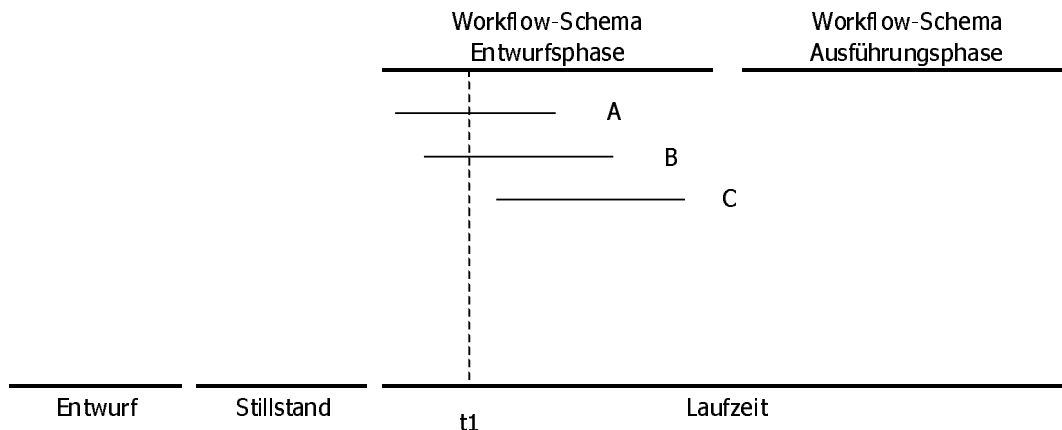 Workflow-Schema
Entwurfsphase
Workflow-Schema
Ausführungsphase
A
B
C
Entwurf
Stillstand
t1
Laufzeit